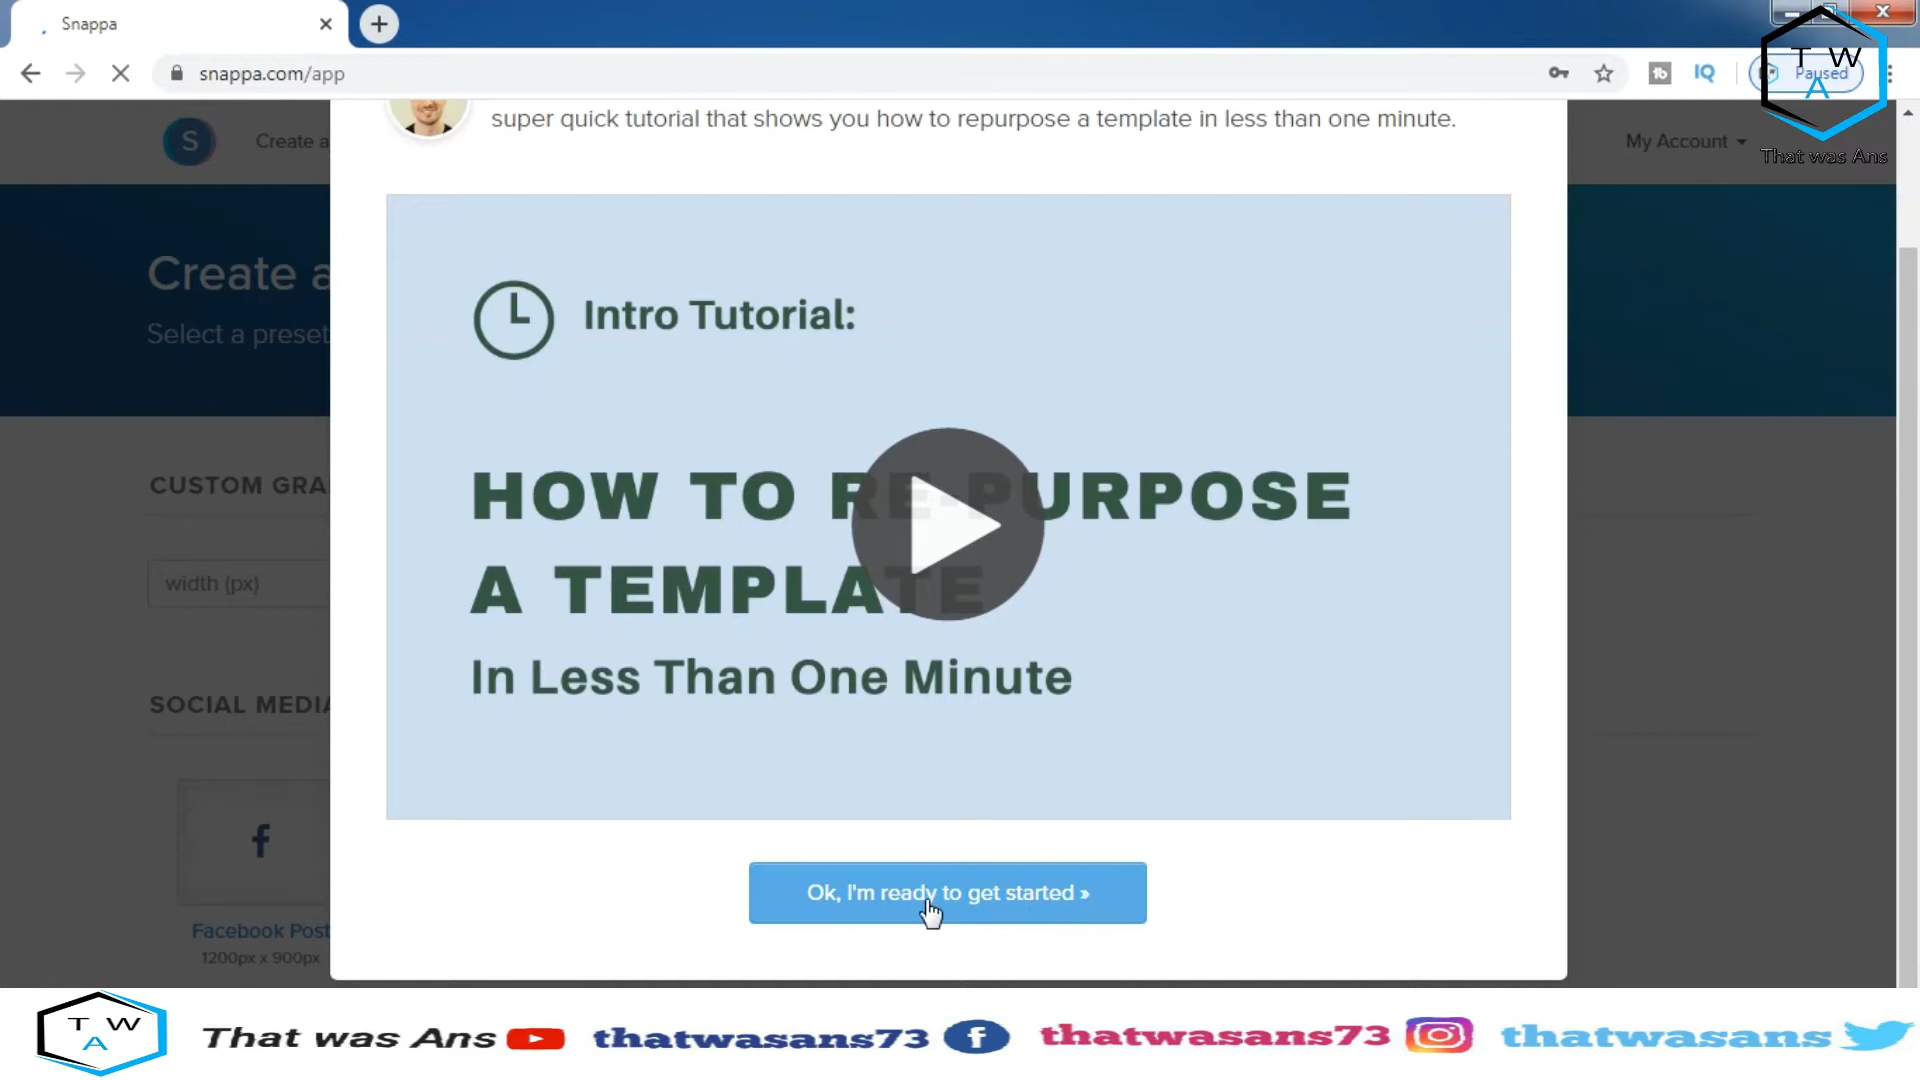 Snappa
snappa.com/app
Paused
T W
A
That was Ans
super quick tutorial that shows you how to repurpose a template in less than one minute.
S
Create a
My Account
Create a
Select a preset
Intro Tutorial:
HOW TO RE-PURPOSE
A TEMPLATE
In Less Than One Minute
CUSTOM GRA
width (px)
SOCIAL MEDIA
Facebook Post
1200px x 900px
Ok, I'm ready to get started »
T W
A
That was Ans
thatwasans73
thatwasans73
thatwasans